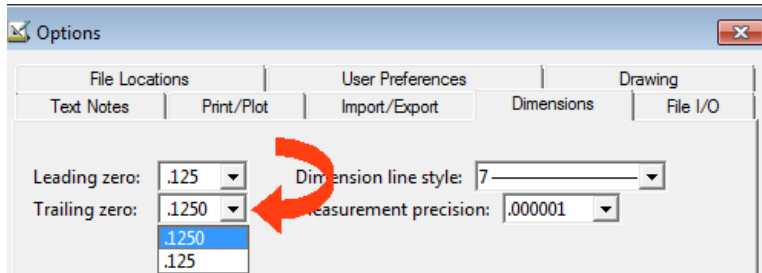 Options
File Locations User Preferences Drawing
Text Notes Print/Plot Import/Export Dimensions File I/O
Leading zero: .125 Dimension line style: 7
Trailing zero: .1250 Measurement precision: .000001
.1250
.125